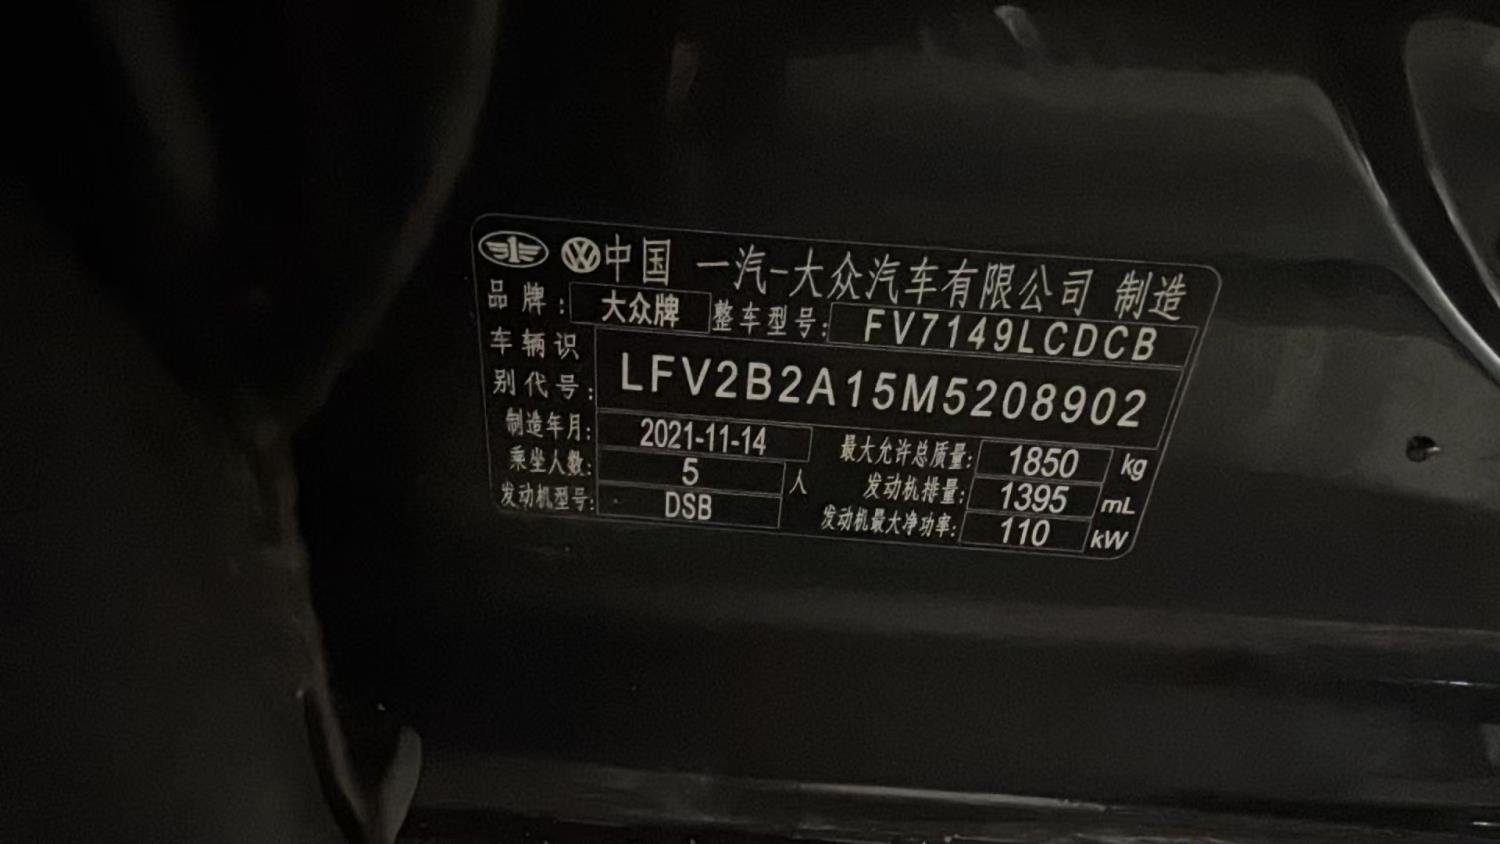 中国 一汽-大众汽车有限公司 制造
品牌: 大众牌 整车型号: FV7149LCDCB
车辆识
别代号: LFV2B2A15M5208902
制造年月: 2021-11-14 最大允许总质量: 1850 kg
乘坐人数: 5 人 发动机排量: 1395 mL
发动机型号: DSB 发动机最大净功率: 110 kW